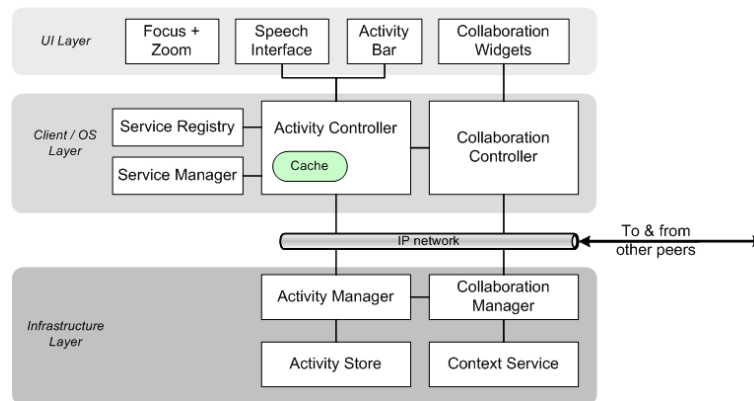 UI Layer
Focus +
Zoom
Speech
Interface
Activity
Bar
Collaboration
Widgets
Client / OS
Layer
Service Registry
Service Manager
Activity Controller
Cache
Collaboration
Controller
IP network
To & from
other peers
Infrastructure
Layer
Activity Manager
Collaboration
Manager
Activity Store
Context Service